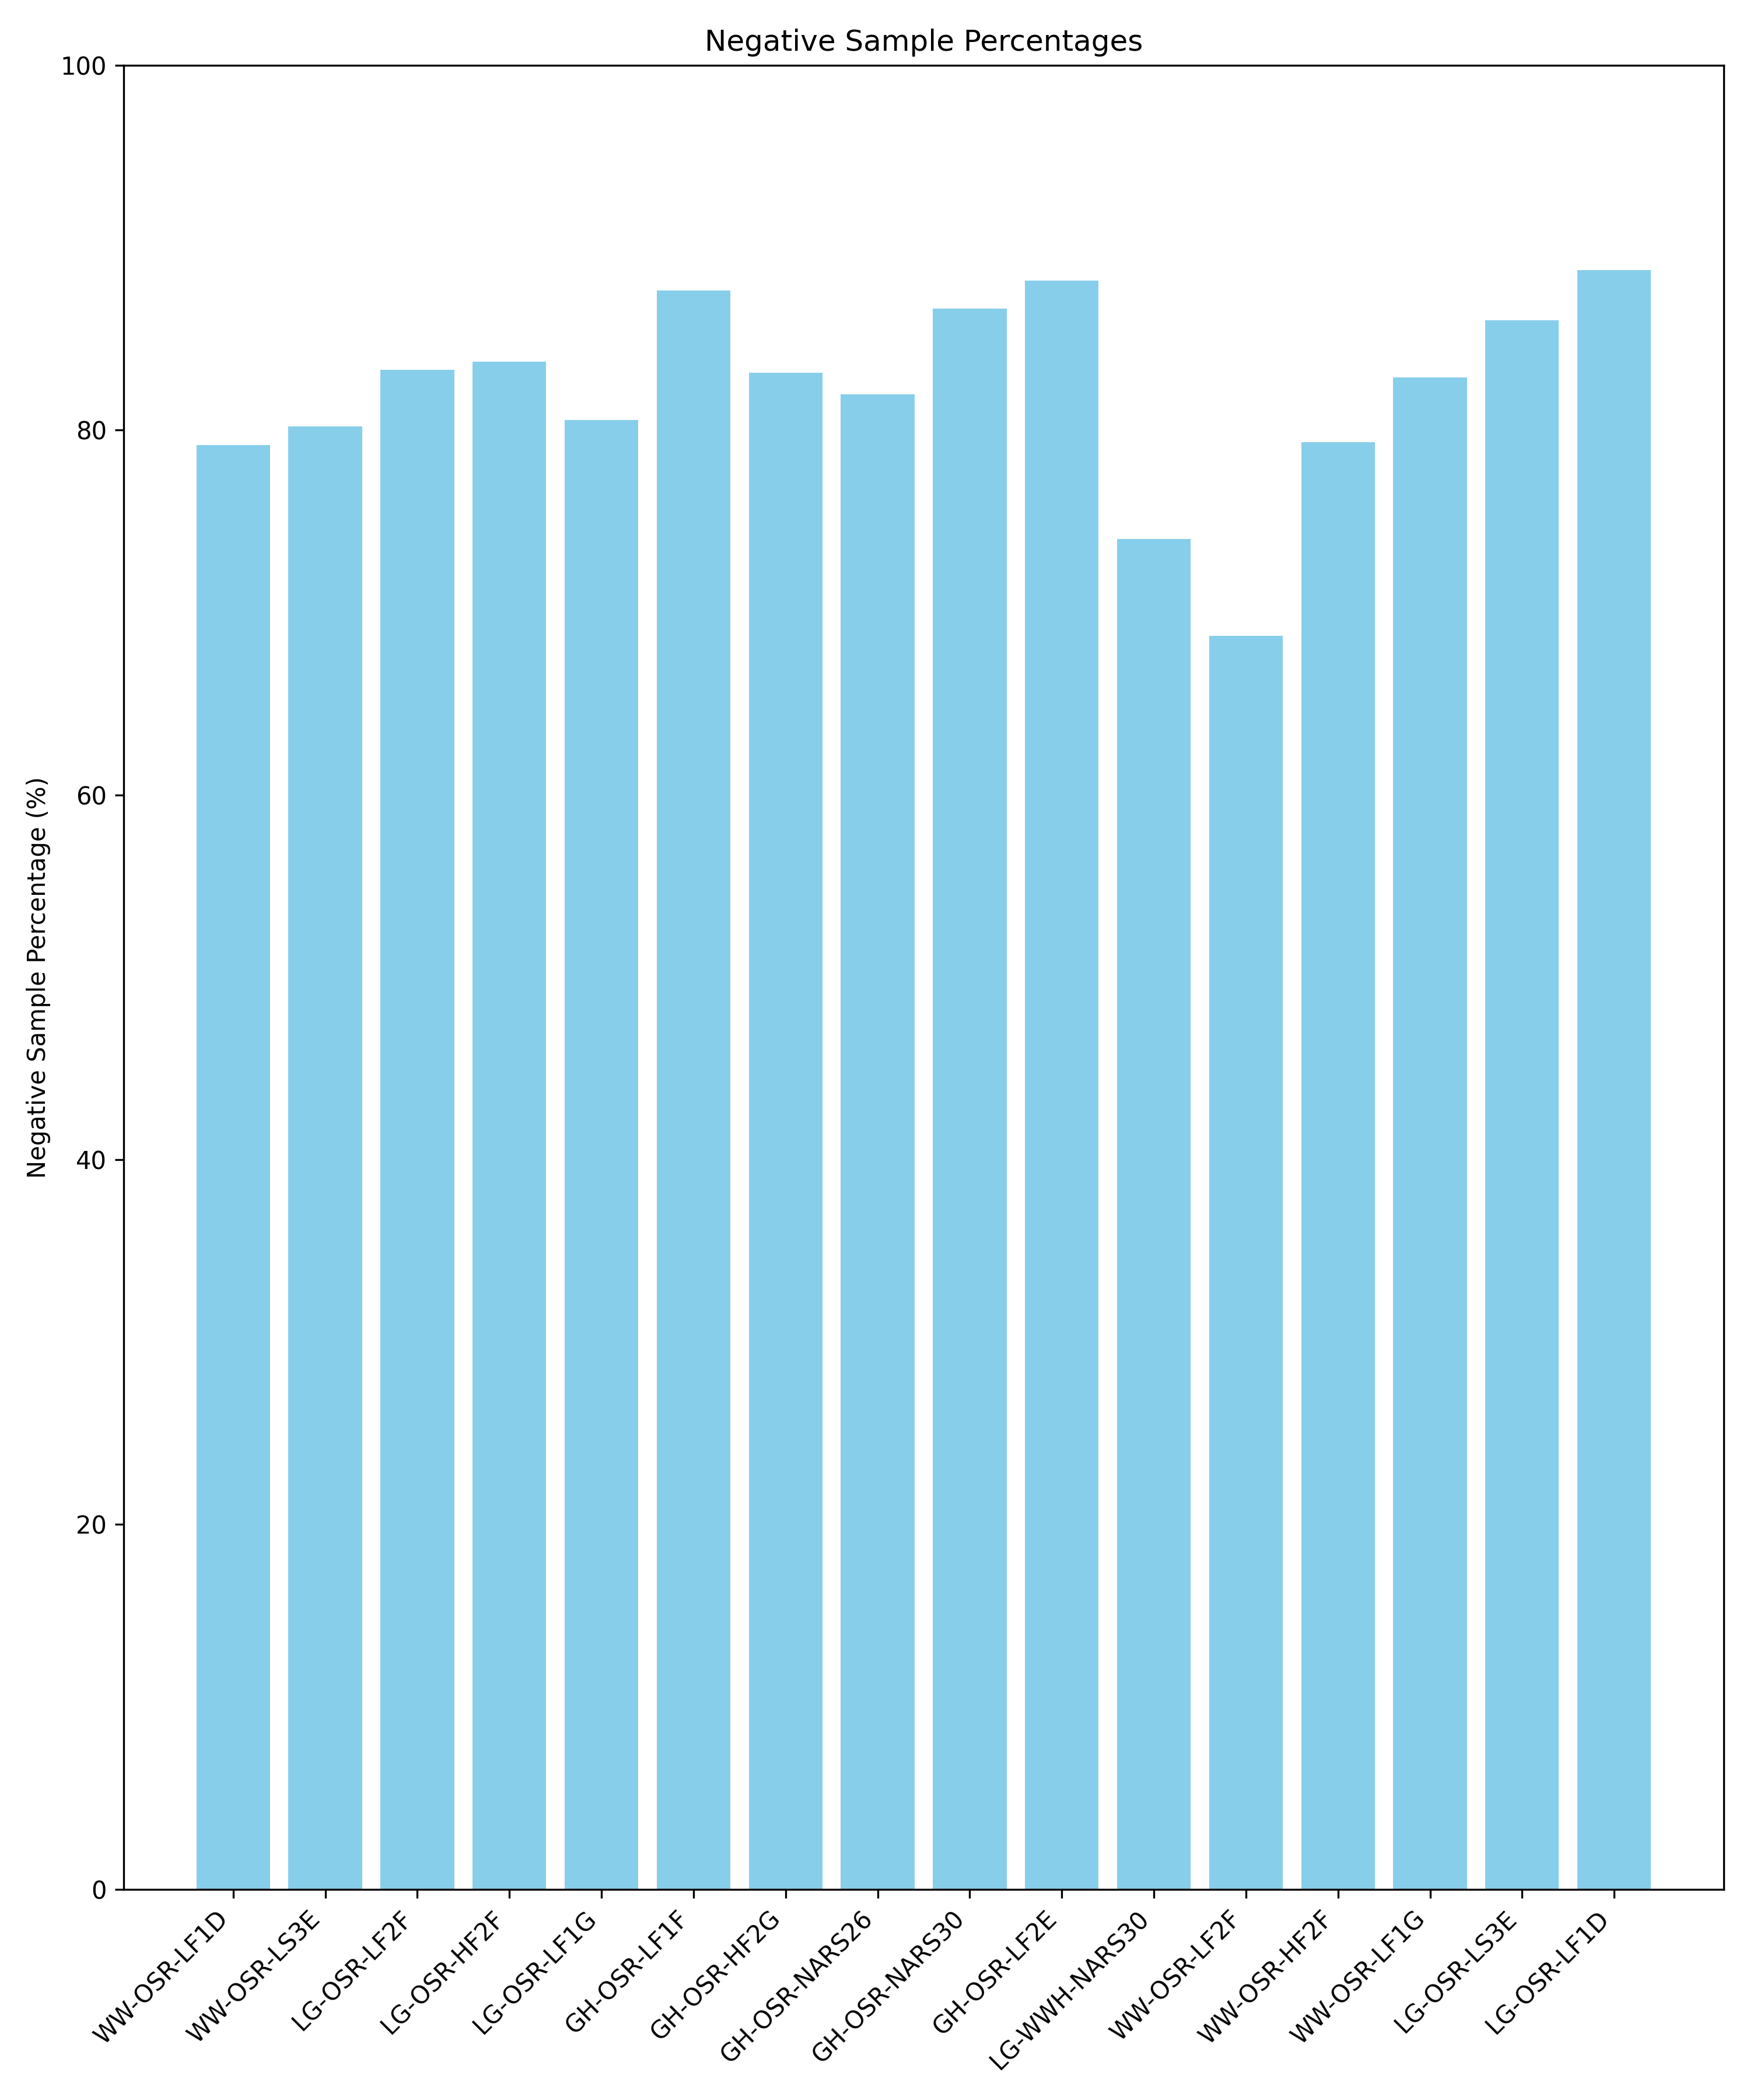 Negative Sample Percentages
Negative Sample Percentage (%)
100
80
60
40
20
0
WW-OSR-LF1D
WW-OSR-LS3E
LG-OSR-LF2F
LG-OSR-HF2F
LG-OSR-LF1G
GH-OSR-LF1F
GH-OSR-HF2G
GH-OSR-NARS26
GH-OSR-NARS30
GH-OSR-LF2E
LG-WWH-NARS30
WW-OSR-LF2F
WW-OSR-HF2F
WW-OSR-LF1G
LG-OSR-LS3E
LG-OSR-LF1D